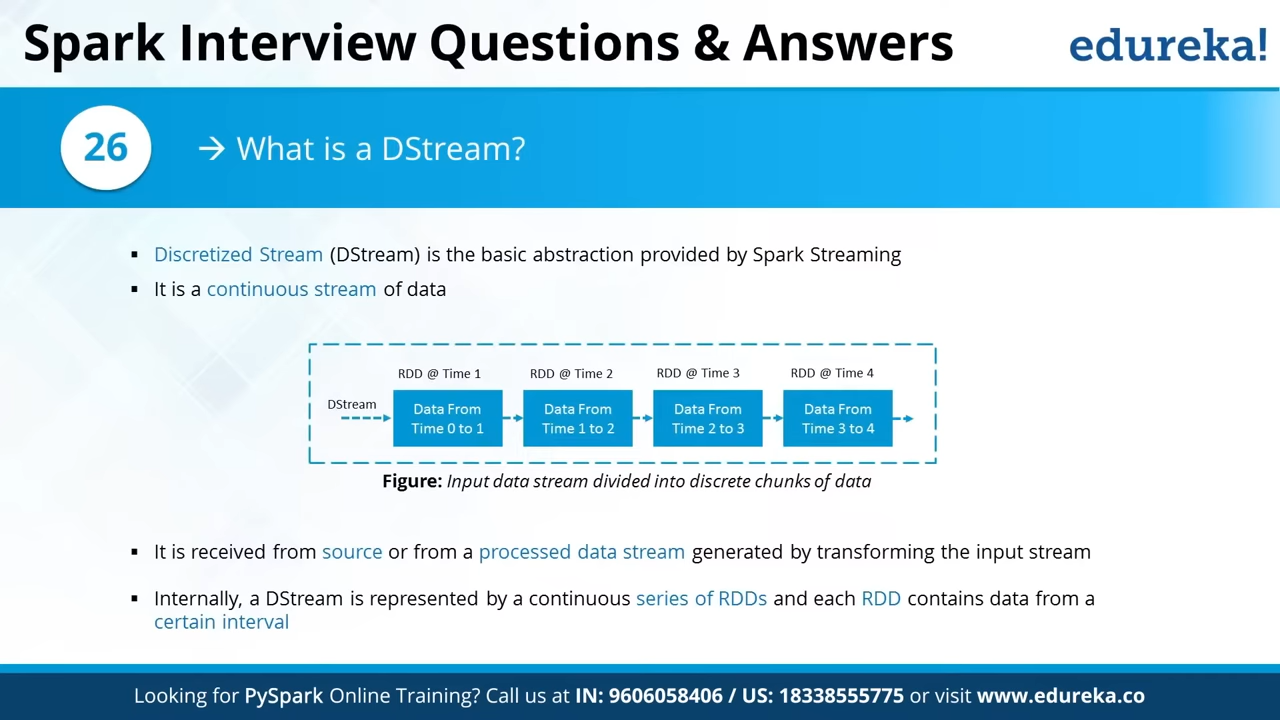 Spark Interview Questions & Answers
edureka!
26
→ What is a DStream?
▪ Discretized Stream (DStream) is the basic abstraction provided by Spark Streaming
▪ It is a continuous stream of data
RDD @ Time 1
RDD @ Time 2
RDD @ Time 3
RDD @ Time 4
DStream
Data From
Time 0 to 1
Data From
Time 1 to 2
Data From
Time 2 to 3
Data From
Time 3 to 4
Figure: Input data stream divided into discrete chunks of data
▪ It is received from source or from a processed data stream generated by transforming the input stream
▪ Internally, a DStream is represented by a continuous series of RDDs and each RDD contains data from a
certain interval
Looking for PySpark Online Training? Call us at IN: 9606058406 / US: 18338555775 or visit www.edureka.co